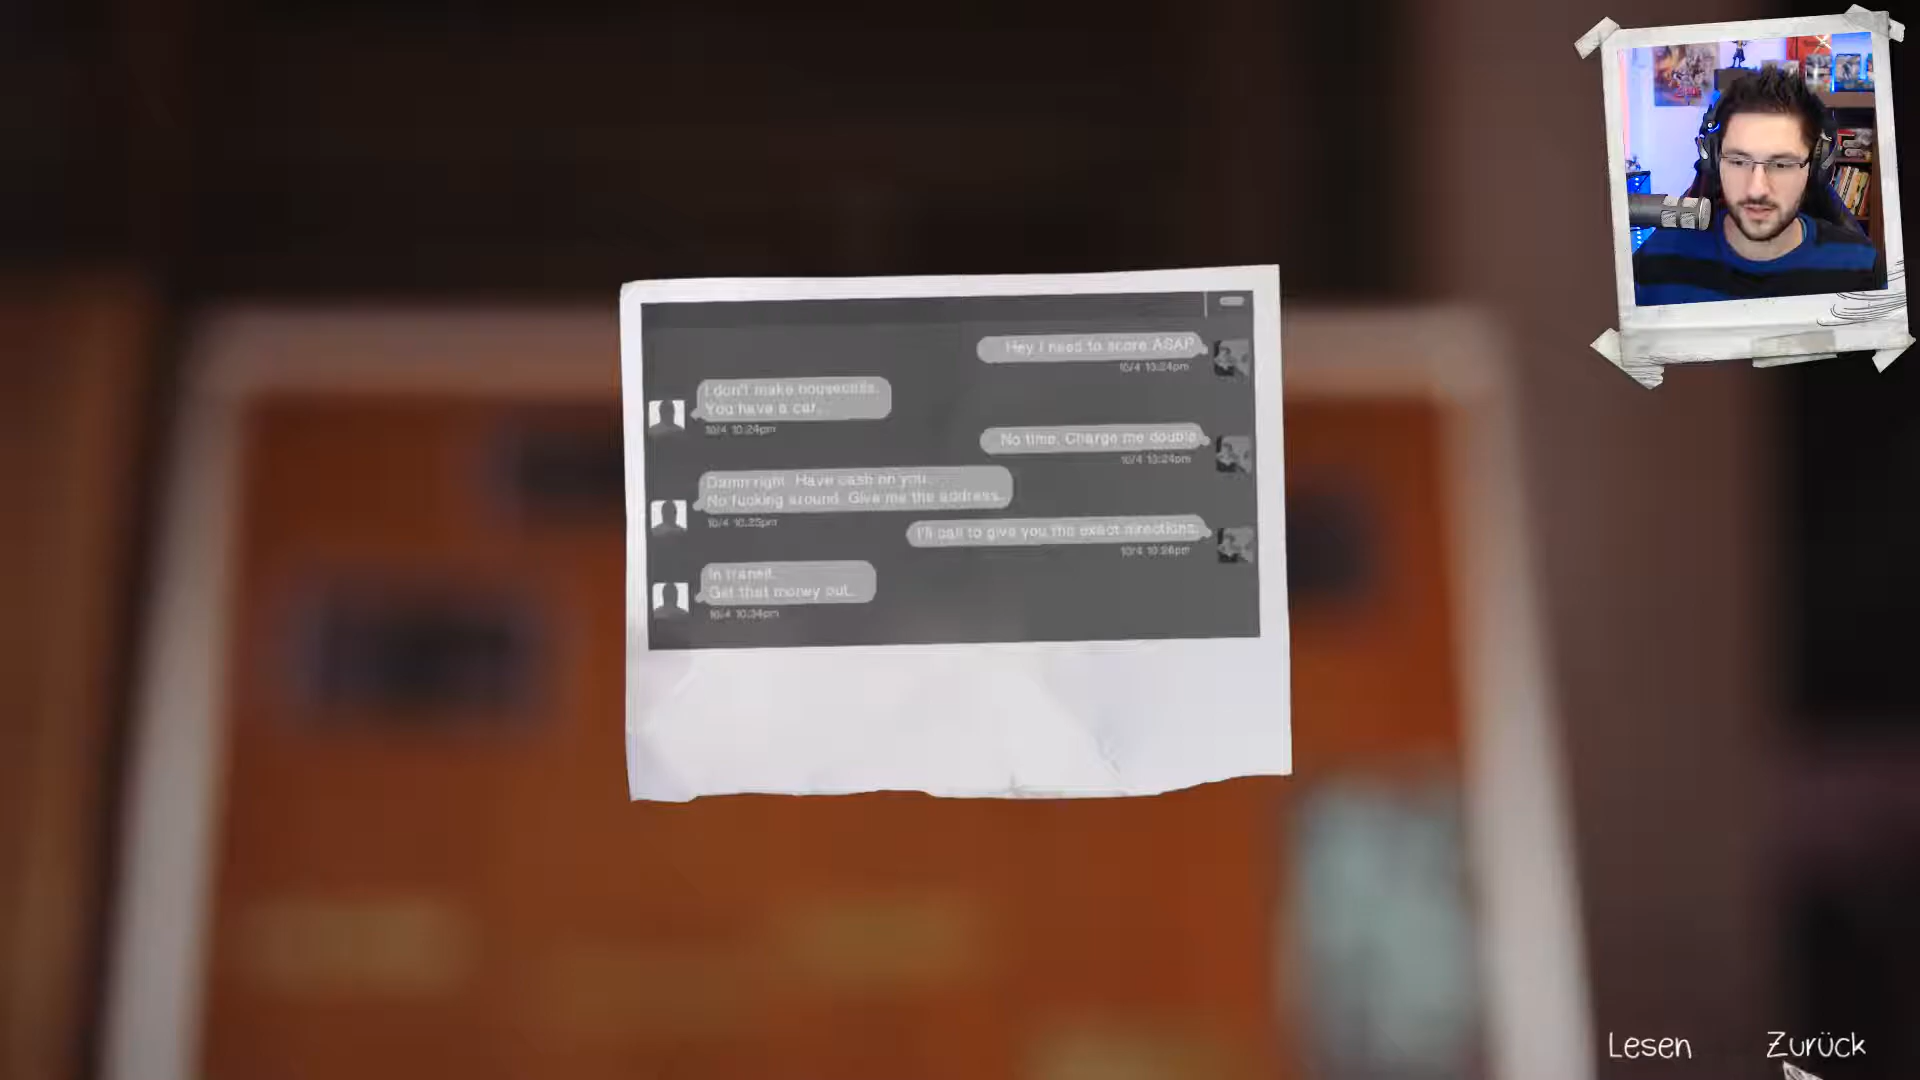 Hey I need to score ASAP
10/4 10:24pm
I don't make housecalls.
You have a car.
10/4 10:24pm
No time. Charge me double
10/4 10:24pm
Damn right. Have cash on you.
No fucking around. Give me the address.
10/4 10:25pm
I'll call to give you the exact directions.
10/4 10:26pm
In transit.
Get that money out.
10/4 10:34pm
Lesen
Zurück